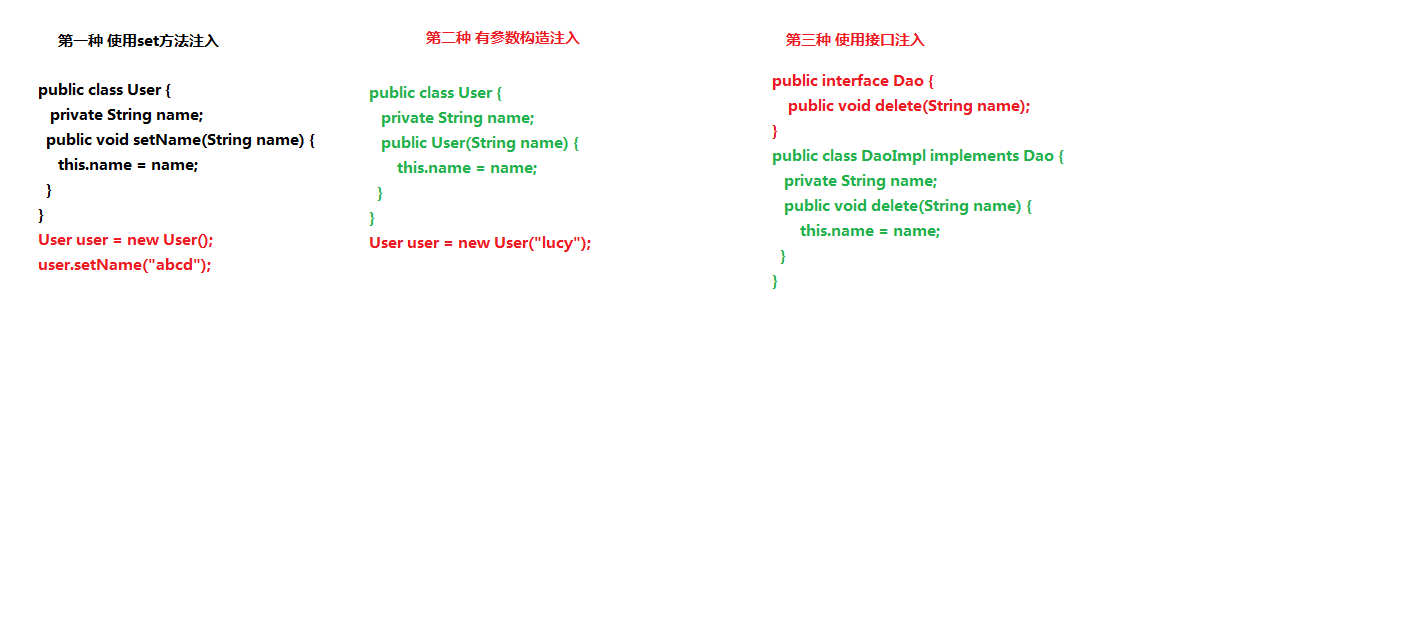 第一种 使用set方法注入
public class User {
private String name;
public void setName(String name) {
this.name = name;
}
}
User user = new User();
user.setName("abcd");
第二种 有参数构造注入
public class User {
private String name;
public User(String name) {
this.name = name;
}
}
User user = new User("lucy");
第三种 使用接口注入
public interface Dao {
public void delete(String name);
}
public class DaoImpl implements Dao {
private String name;
public void delete(String name) {
this.name = name;
}
}